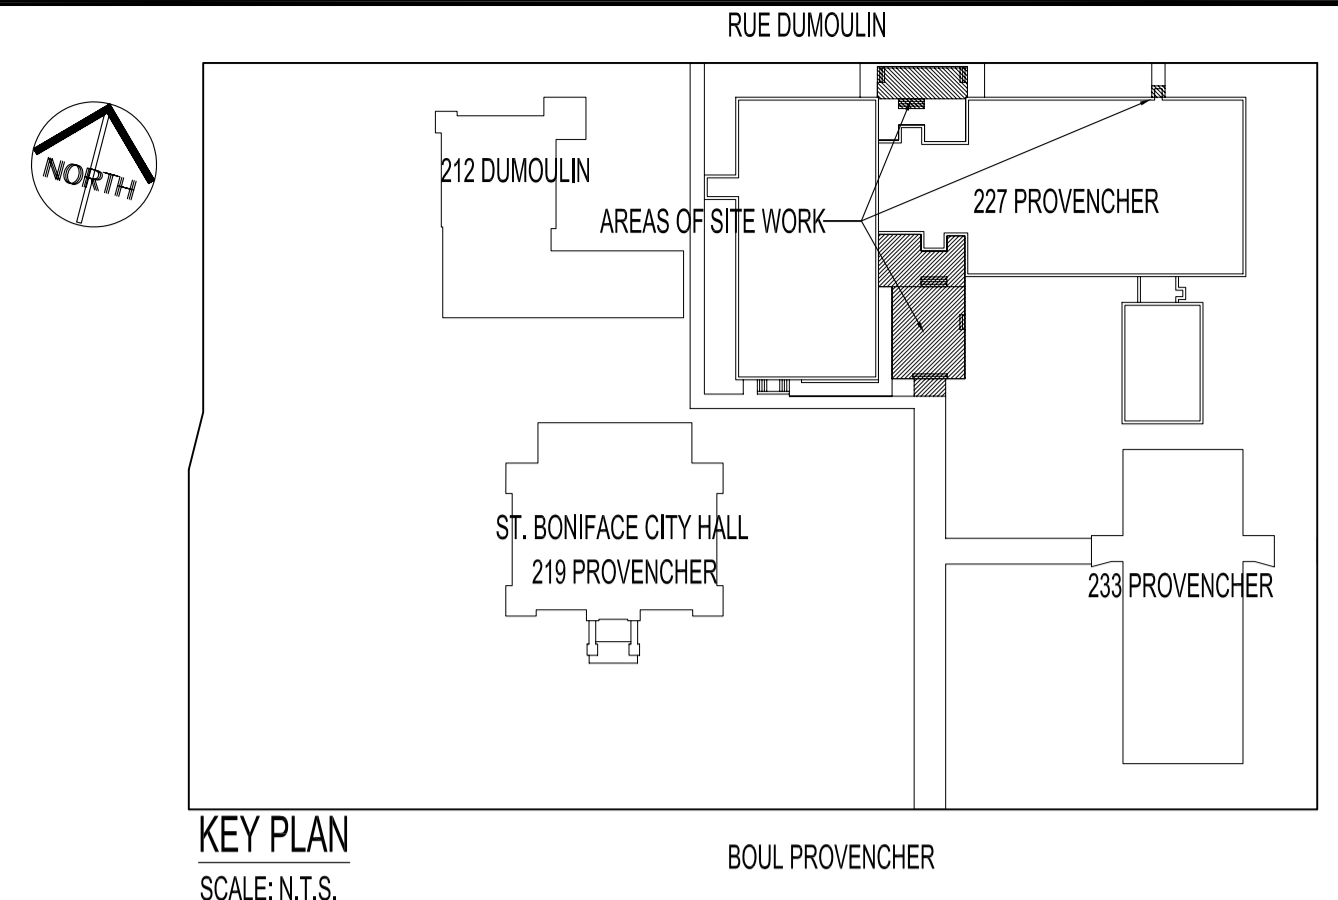 RUE DUMOULIN
NORTH
212 DUMOULIN
227 PROVENCHER
AREAS OF SITE WORK
ST. BONIFACE CITY HALL
219 PROVENCHER
233 PROVENCHER
KEY PLAN
BOUL PROVENCHER
SCALE: N.T.S.